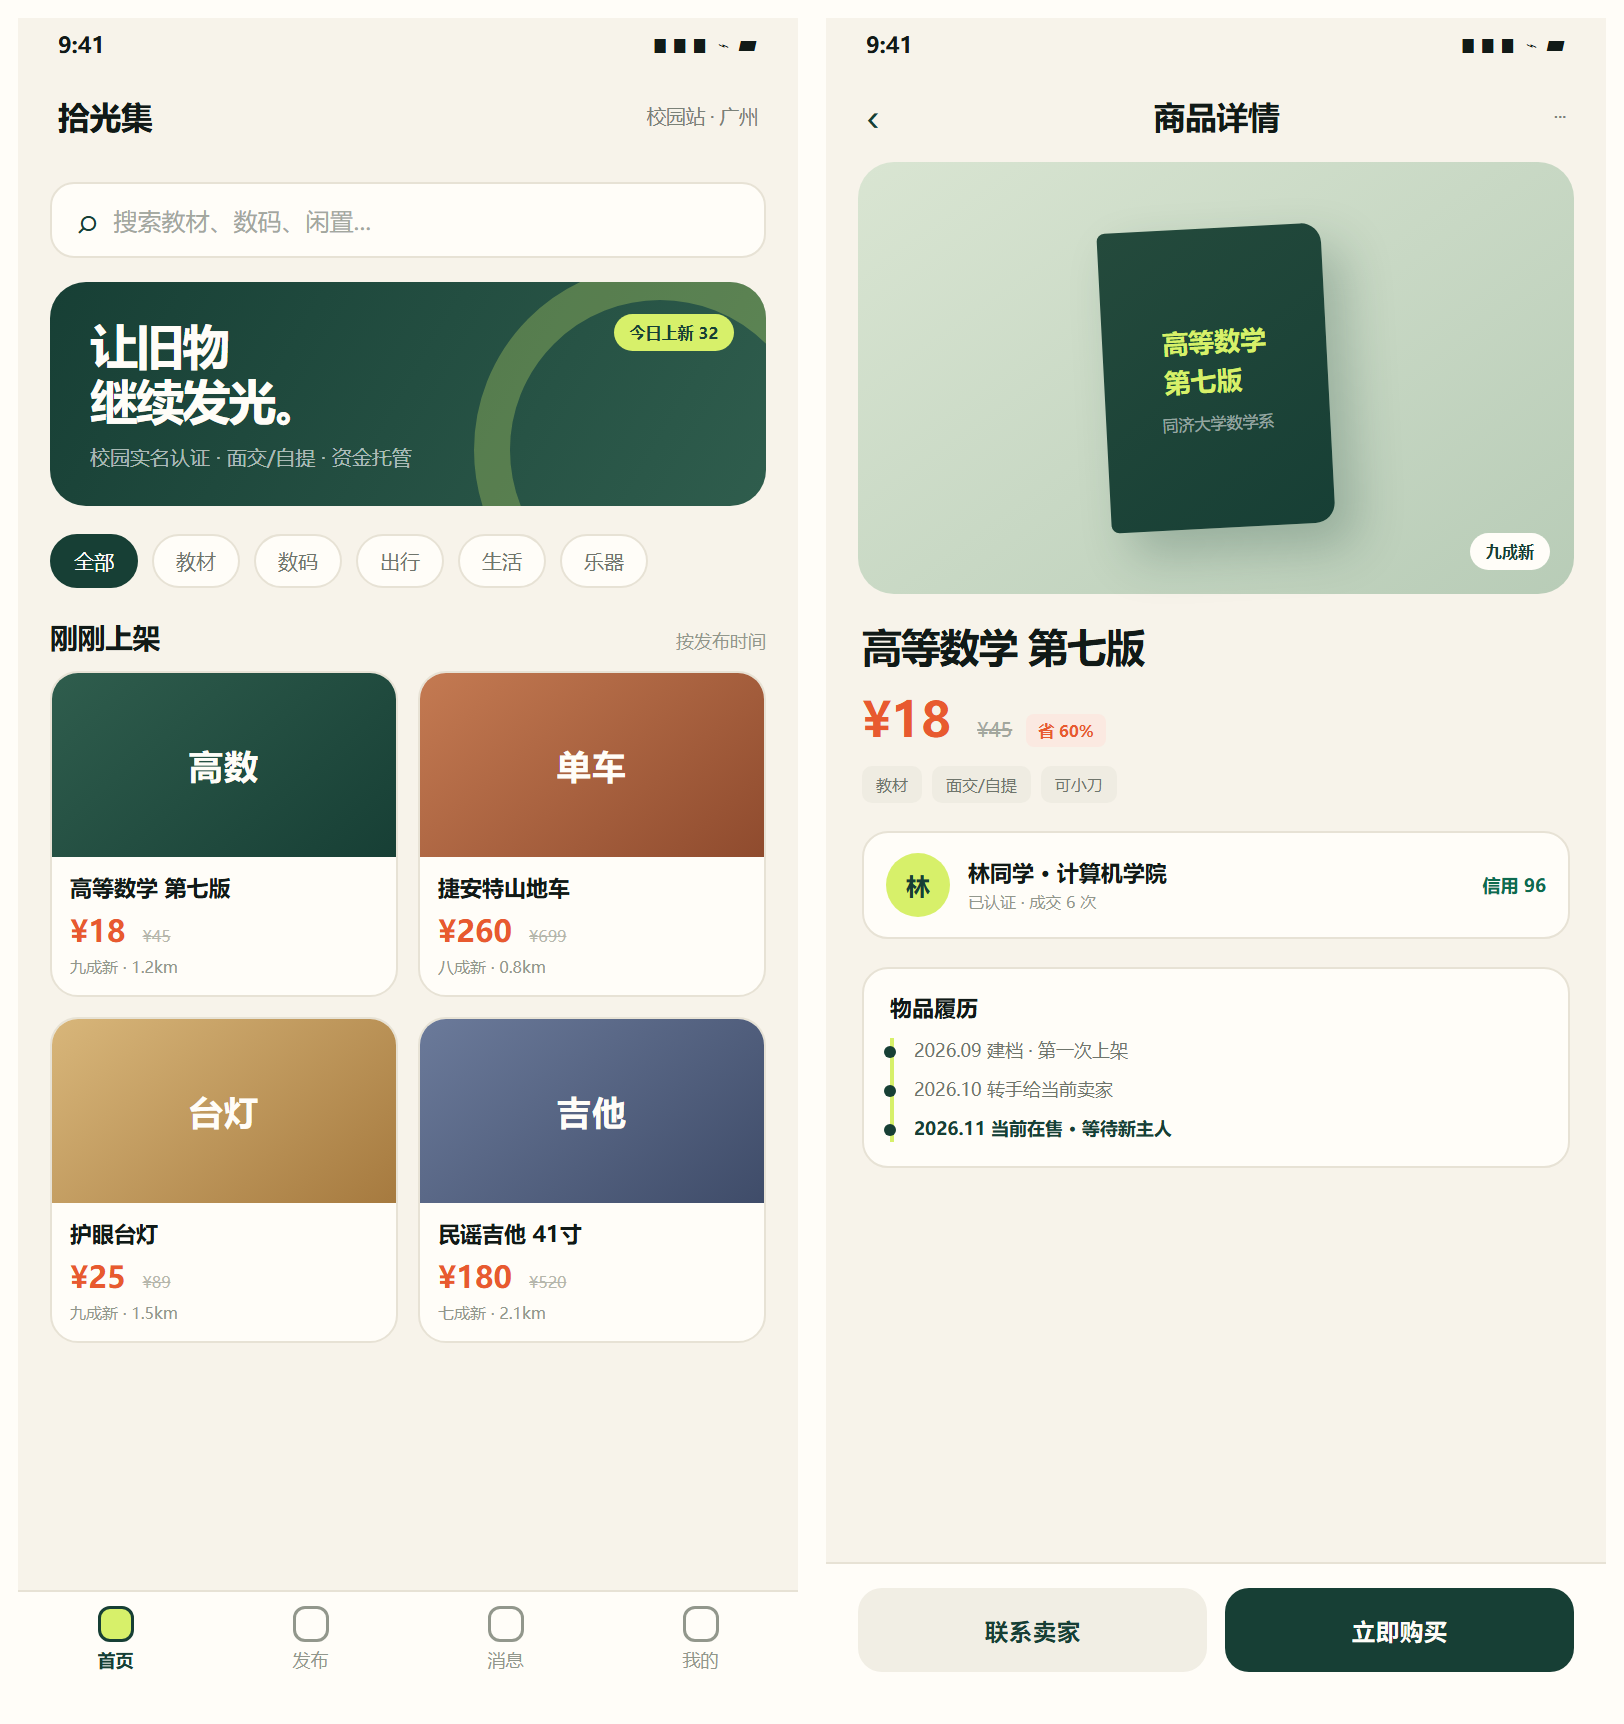 9:41
拾光集
校园站 · 广州
搜索教材、数码、闲置...
让旧物
继续发光。
今日上新 32
校园实名认证 · 面交/自提 · 资金托管
全部
教材
数码
出行
生活
乐器
刚刚上架
按发布时间
高数
高等数学 第七版
¥18 ¥45
九成新 · 1.2km
单车
捷安特山地车
¥260 ¥699
八成新 · 0.8km
台灯
护眼台灯
¥25 ¥89
九成新 · 1.5km
吉他
民谣吉他 41寸
¥180 ¥520
七成新 · 2.1km
首页
发布
消息
我的
9:41
‹
商品详情
...
高等数学
第七版
同济大学数学系
九成新
高等数学 第七版
¥18 ¥45 省 60%
教材
面交/自提
可小刀
林
林同学 • 计算机学院
已认证 · 成交 6 次
信用 96
物品履历
2026.09 建档 · 第一次上架
2026.10 转手给当前卖家
2026.11 当前在售 • 等待新主人
联系卖家
立即购买